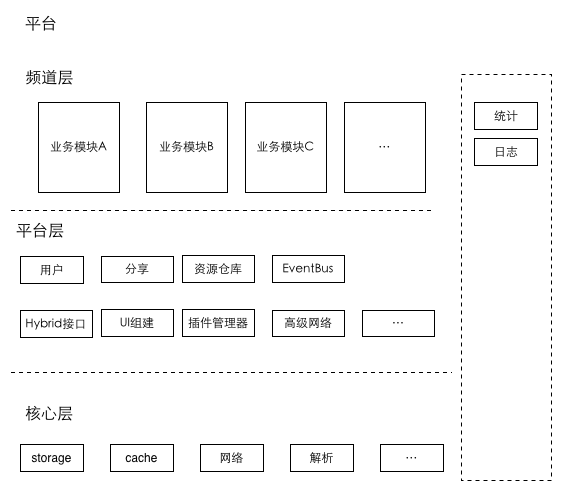 平台
频道层
业务模块A
业务模块B
业务模块C
…
统计
日志
平台层
用户
分享
资源仓库
EventBus
Hybrid接口
UI组建
插件管理器
高级网络
…
核心层
storage
cache
网络
解析
…